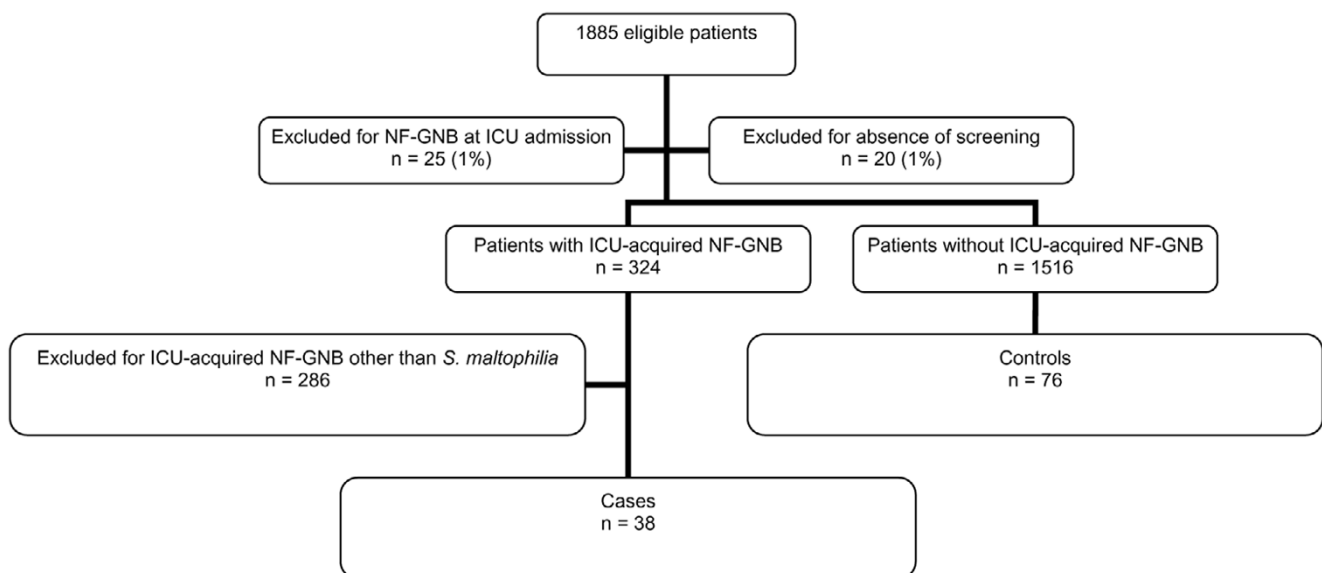 1885 eligible patients
Excluded for NF-GNB at ICU admission
n = 25 (1%)
Excluded for absence of screening
n = 20 (1%)
Patients with ICU-acquired NF-GNB
n = 324
Patients without ICU-acquired NF-GNB
n = 1516
Excluded for ICU-acquired NF-GNB other than S. maltophilia
n = 286
Controls
n = 76
Cases
n = 38